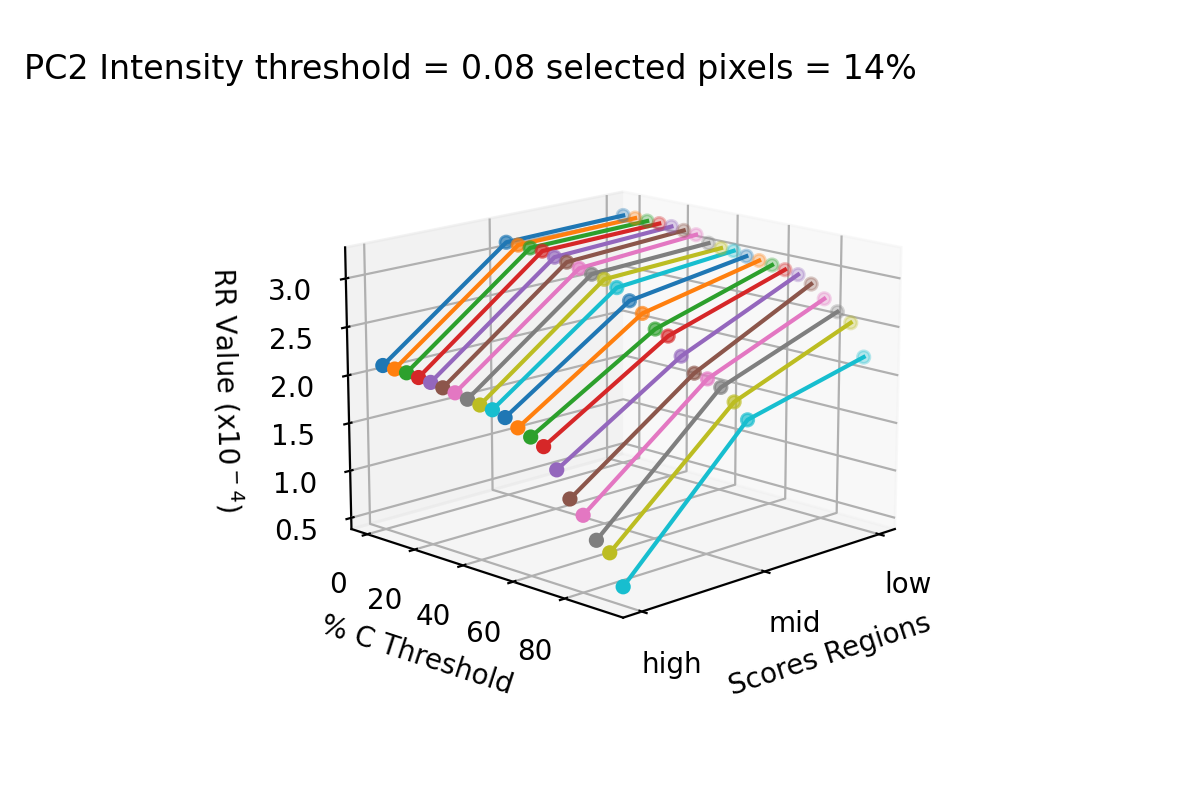 PC2 Intensity threshold = 0.08 selected pixels = 14%
RR Value (x10⁻⁴)
3.0
2.5
2.0
1.5
1.0
0.5
0
20
40
60
80
% C Threshold
high
mid
low
Scores Regions